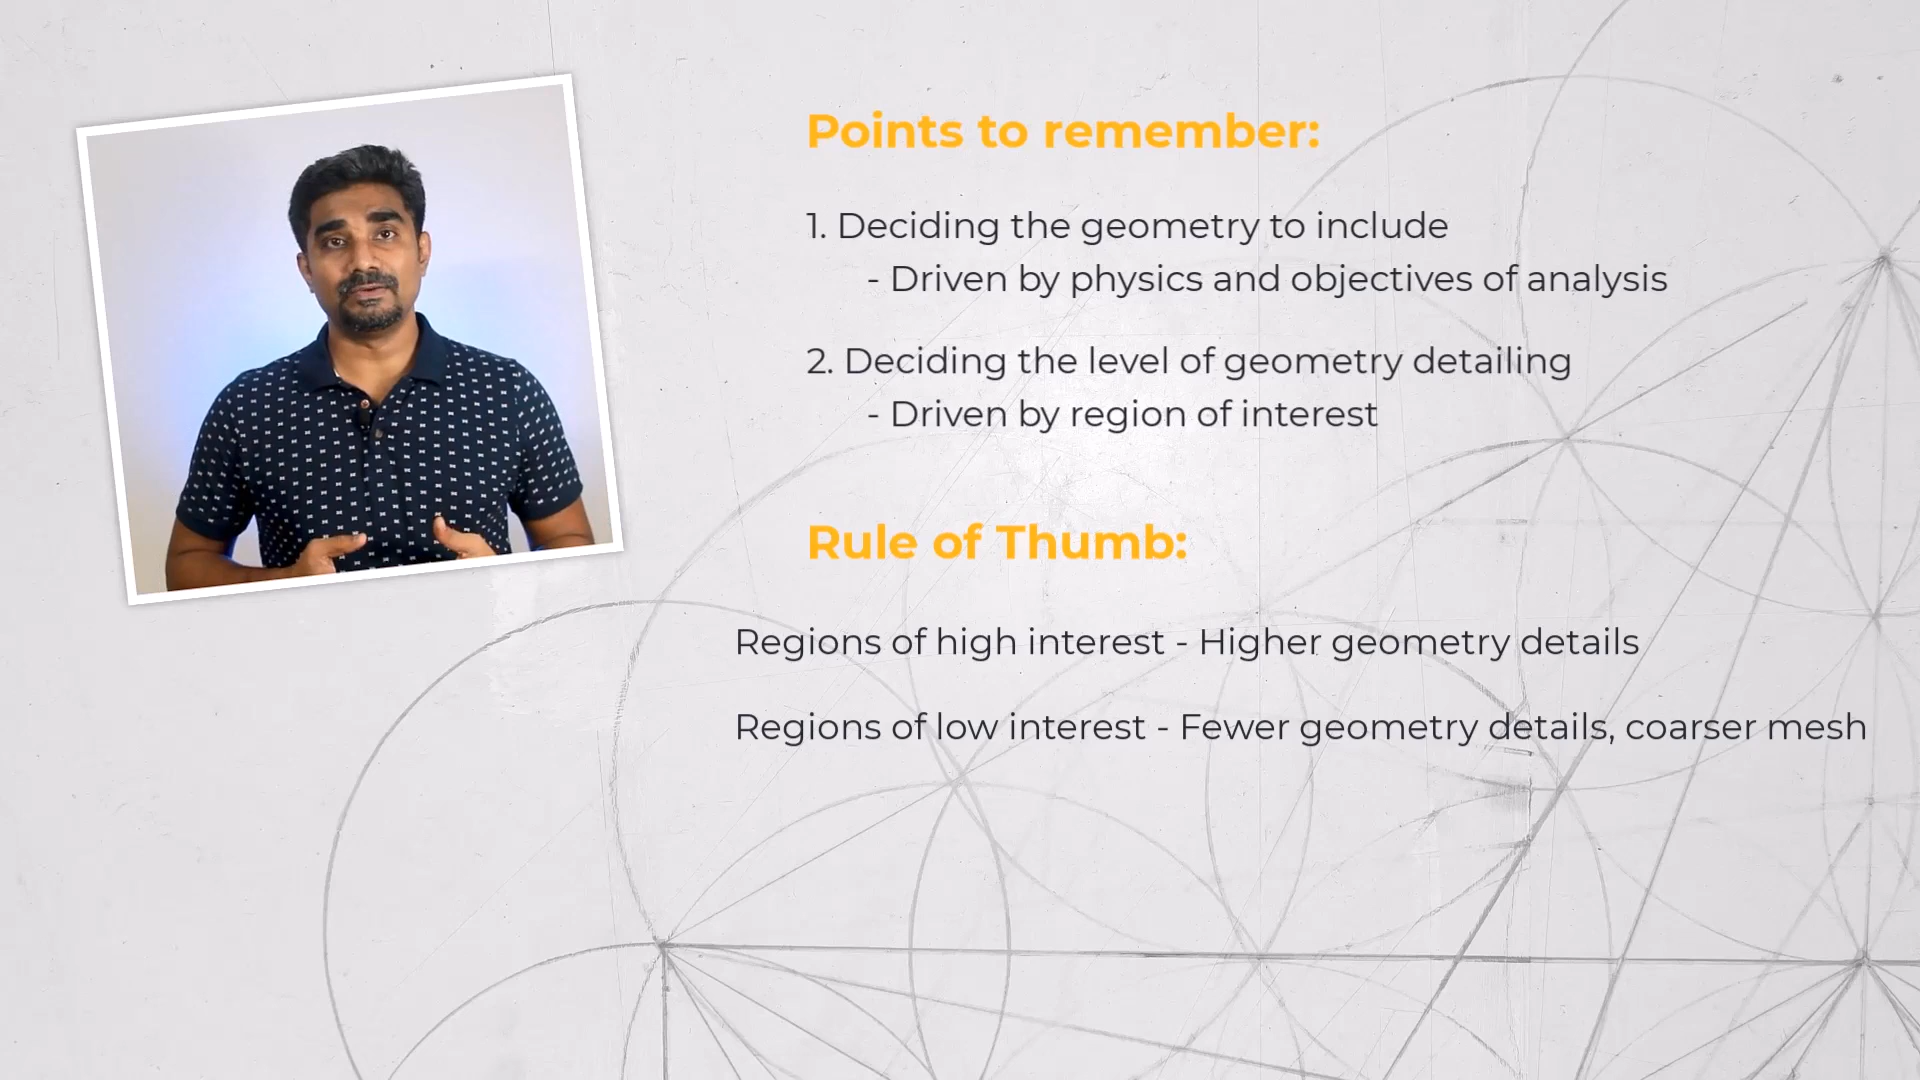 Points to remember:
1. Deciding the geometry to include
- Driven by physics and objectives of analysis
2. Deciding the level of geometry detailing
- Driven by region of interest
Rule of Thumb:
Regions of high interest - Higher geometry details
Regions of low interest - Fewer geometry details, coarser mesh